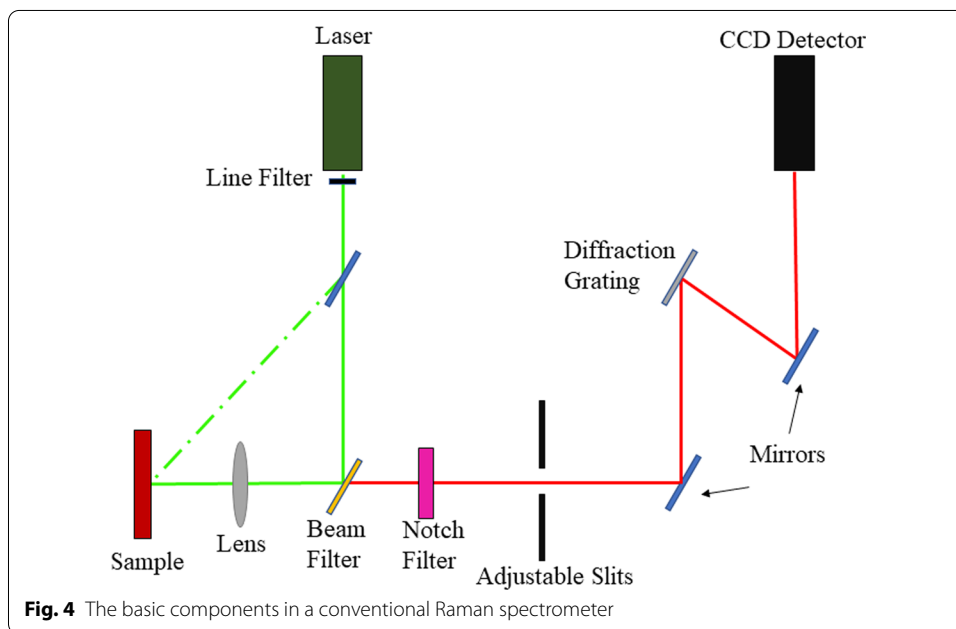 Laser
CCD Detector
Line Filter
Diffraction
Grating
Mirrors
Sample
Lens
Beam
Filter
Notch
Filter
Adjustable Slits
Fig. 4 The basic components in a conventional Raman spectrometer